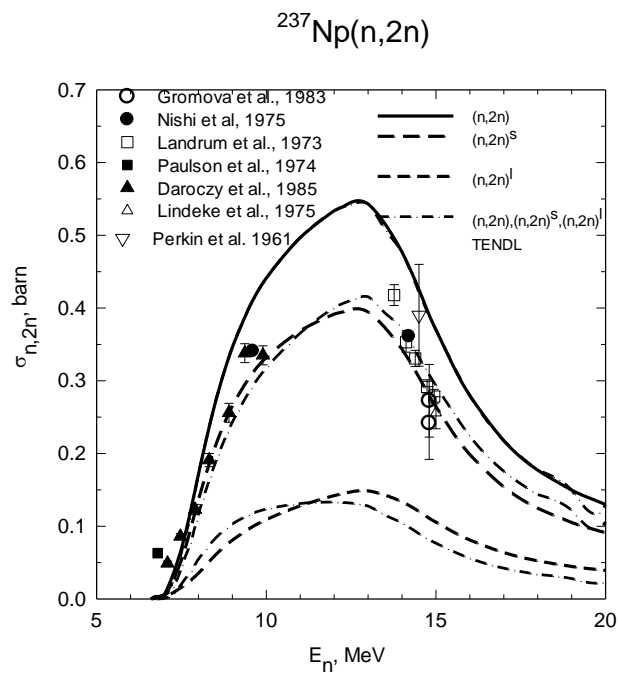 ²³⁷Np(n,2n)
Gromova et al., 1983
Nishi et al, 1975
Landrum et al., 1973
Paulson et al., 1974
Daroczy et al., 1985
Lindeke et al., 1975
Perkin et al. 1961
(n,2n)
(n,2n)ˢ
(n,2n)ˡ
(n,2n),(n,2n)ˢ,(n,2n)ˡ
TENDL
σn,2n, barn
0.7
0.6
0.5
0.4
0.3
0.2
0.1
0.0
5 10 15 20
En, MeV